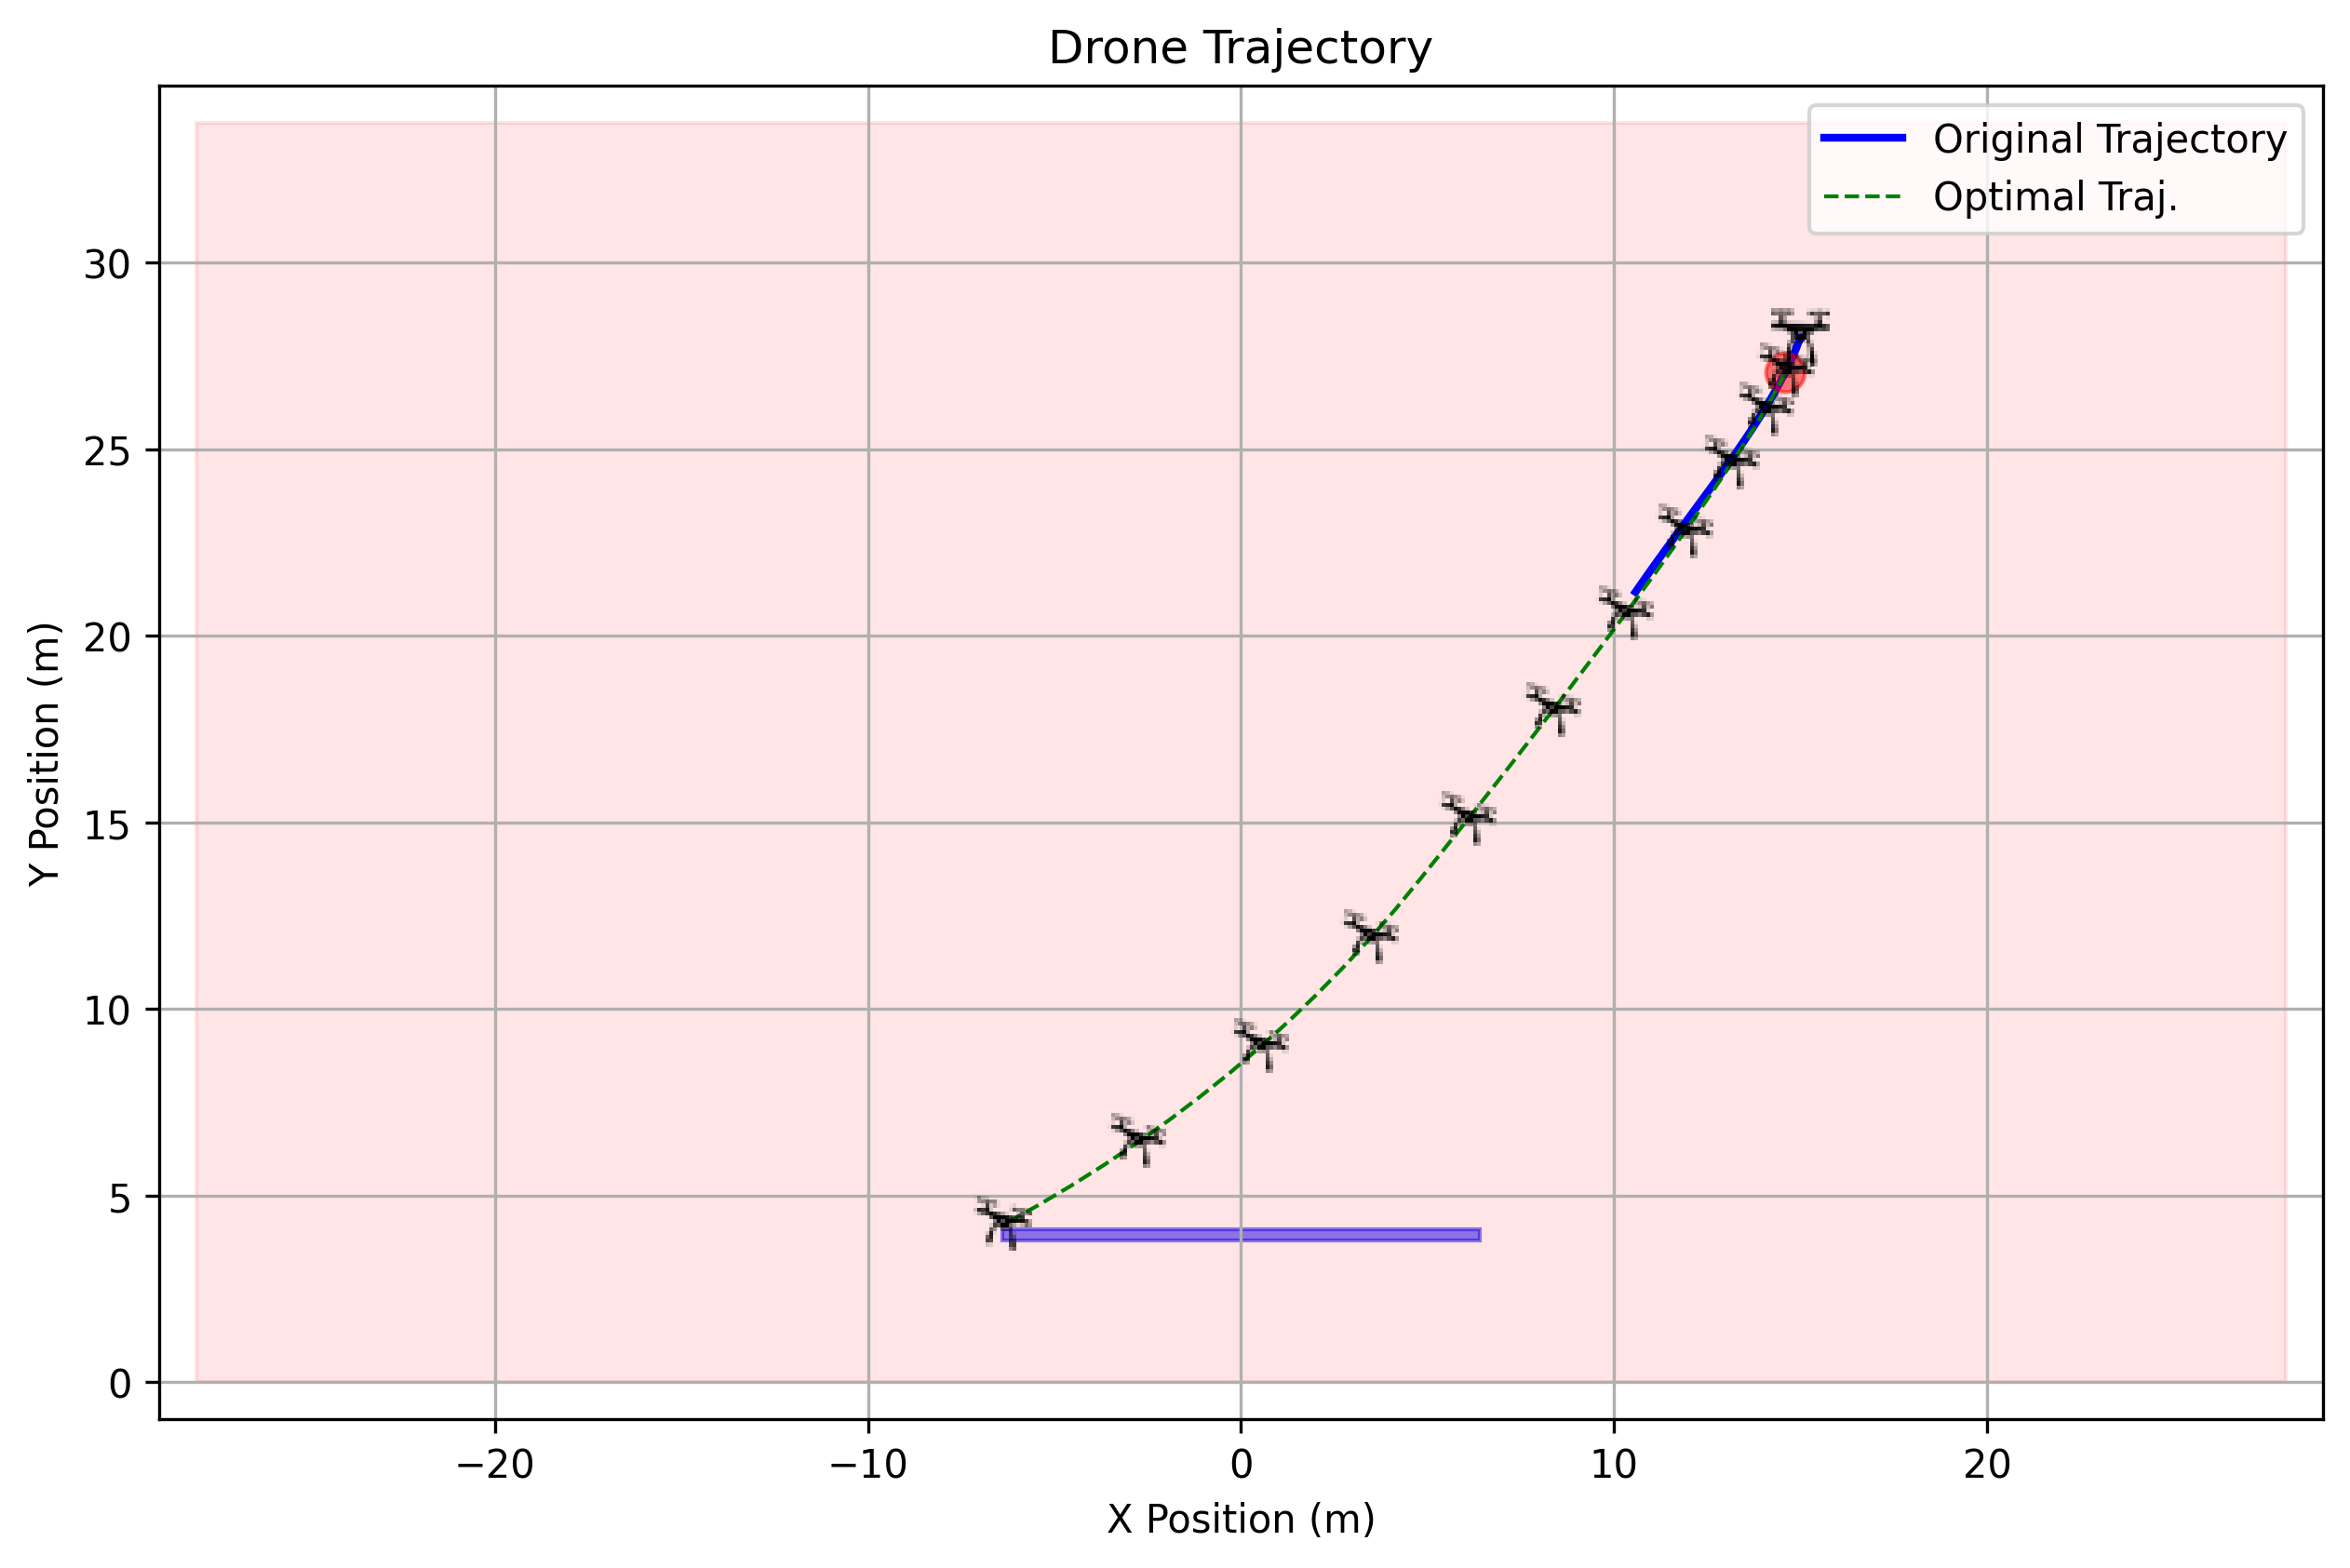 Drone Trajectory
Original Trajectory
Optimal Traj.
Y Position (m)
30
25
20
15
10
5
0
−20
−10
0
10
20
X Position (m)